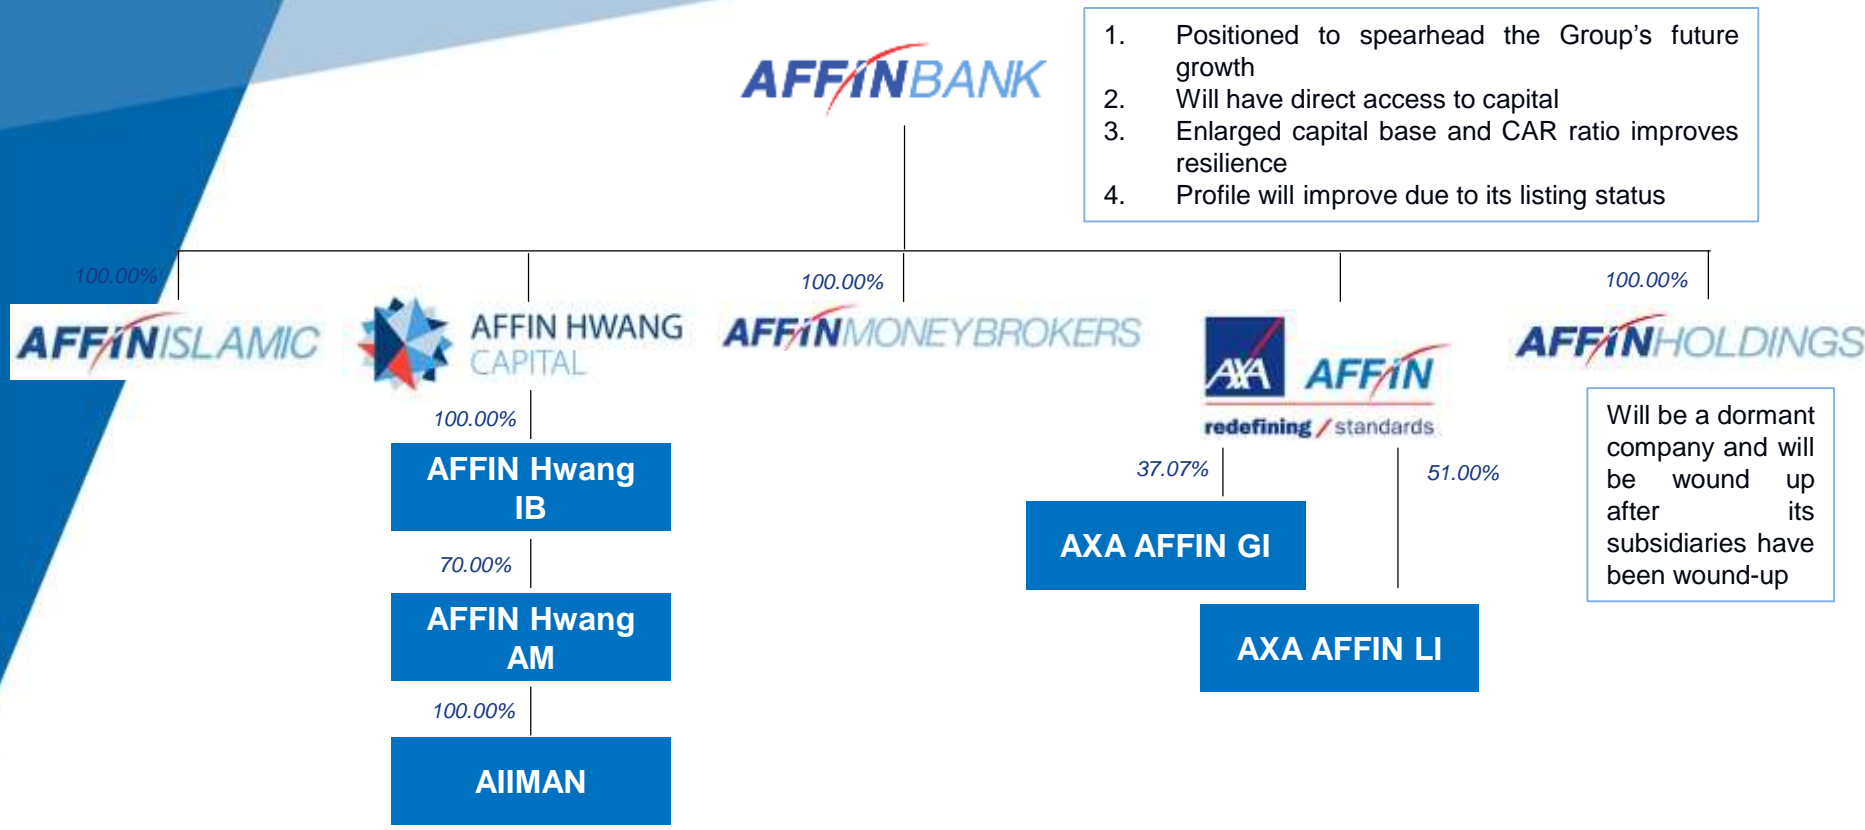 AFFINBANK
1. Positioned to spearhead the Group's future
growth
2. Will have direct access to capital
3. Enlarged capital base and CAR ratio improves
resilience
4. Profile will improve due to its listing status
100.00%
100.00%
100.00%
AFFINISLAMIC
AFFIN HWANG
CAPITAL
AFFINMONEYBROKERS
AXA AFFIN
redefining / standards
AFFINHOLDINGS
Will be a dormant
company and will
be wound up
after its
subsidiaries have
been wound-up
100.00%
AFFIN Hwang
IB
70.00%
AFFIN Hwang
AM
100.00%
AIIMAN
37.07%
51.00%
AXA AFFIN GI
AXA AFFIN LI